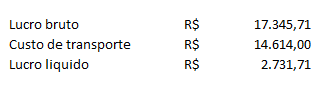 Lucro bruto R$ 17.345,71
Custo de transporte R$ 14.614,00
Lucro liquido R$ 2.731,71